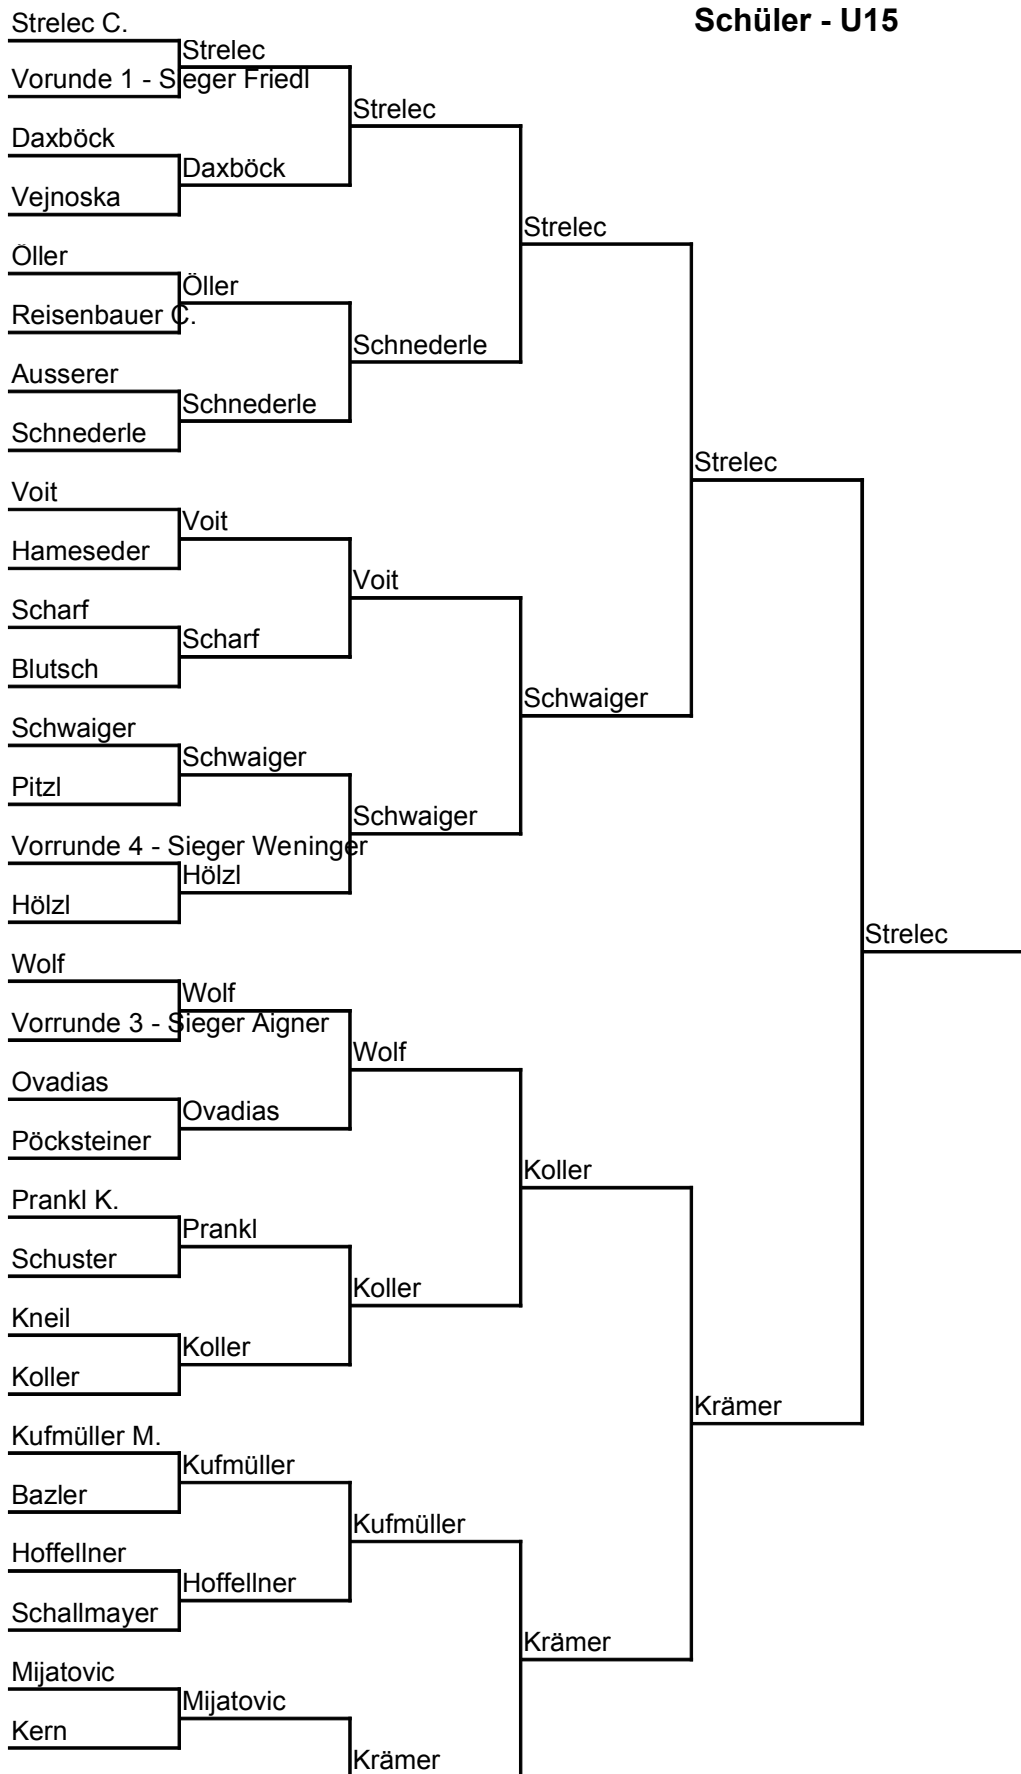 Schüler - U15
Strelec C.
Strelec
Vorunde 1 - Sieger Friedl
Strelec
Daxböck
Daxböck
Vejnoska
Strelec
Öller
Öller
Reisenbauer C.
Schnederle
Ausserer
Schnederle
Schnederle
Strelec
Voit
Voit
Hameseder
Voit
Scharf
Scharf
Blutsch
Schwaiger
Schwaiger
Schwaiger
Pitzl
Schwaiger
Vorrunde 4 - Sieger Weninger
Hölzl
Hölzl
Strelec
Wolf
Wolf
Vorrunde 3 - Sieger Aigner
Wolf
Ovadias
Ovadias
Pöcksteiner
Koller
Prankl K.
Prankl
Schuster
Koller
Kneil
Koller
Koller
Krämer
Kufmüller M.
Kufmüller
Bazler
Kufmüller
Hoffellner
Hoffellner
Schallmayer
Krämer
Mijatovic
Mijatovic
Kern
Krämer